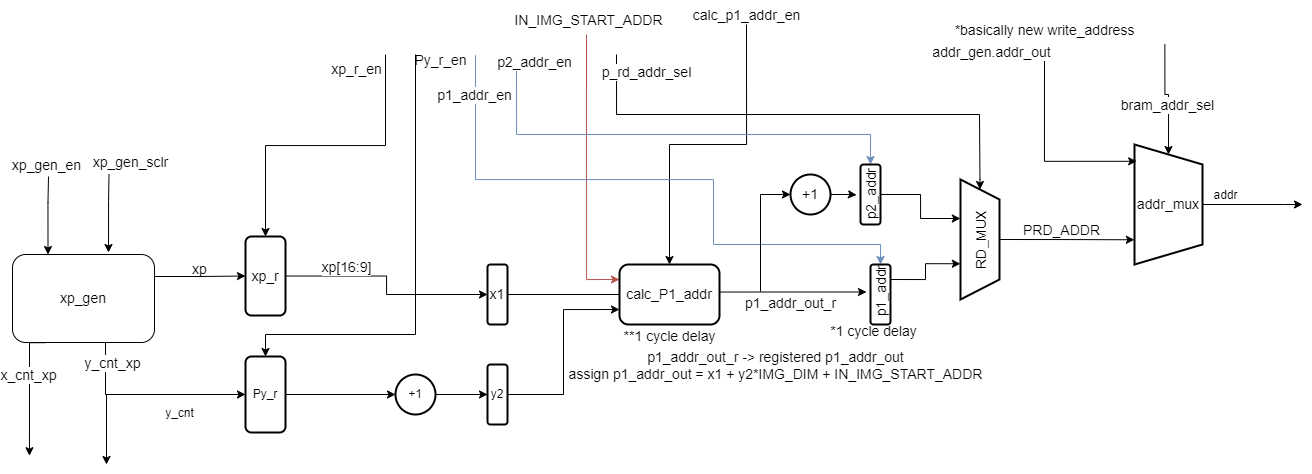 IN_IMG_START_ADDR
calc_p1_addr_en
*basically new write_address
addr_gen.addr_out
xp_r_en
Py_r_en
p2_addr_en
p_rd_addr_sel
p1_addr_en
bram_addr_sel
xp_gen_en
xp_gen_sclr
+1
p2_addr
addr_mux
addr
RD_MUX
PRD_ADDR
xp_gen
xp
xp_r
xp[16:9]
x1
calc_P1_addr
p1_addr_out_r
p1_addr
**1 cycle delay
*1 cycle delay
p1_addr_out_r -> registered p1_addr_out
assign p1_addr_out = x1 + y2*IMG_DIM + IN_IMG_START_ADDR
x_cnt_xp
y_cnt_xp
y_cnt
Py_r
+1
y2